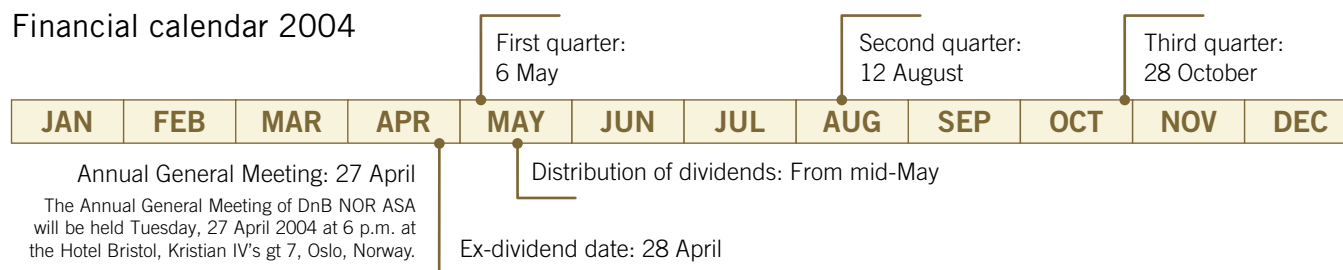 Financial calendar 2004
First quarter:
6 May
Second quarter:
12 August
Third quarter:
28 October
JAN FEB MAR APR MAY JUN JUL AUG SEP OCT NOV DEC
Annual General Meeting: 27 April
The Annual General Meeting of DnB NOR ASA
will be held Tuesday, 27 April 2004 at 6 p.m. at
the Hotel Bristol, Kristian IV's gt 7, Oslo, Norway.
Distribution of dividends: From mid-May
Ex-dividend date: 28 April